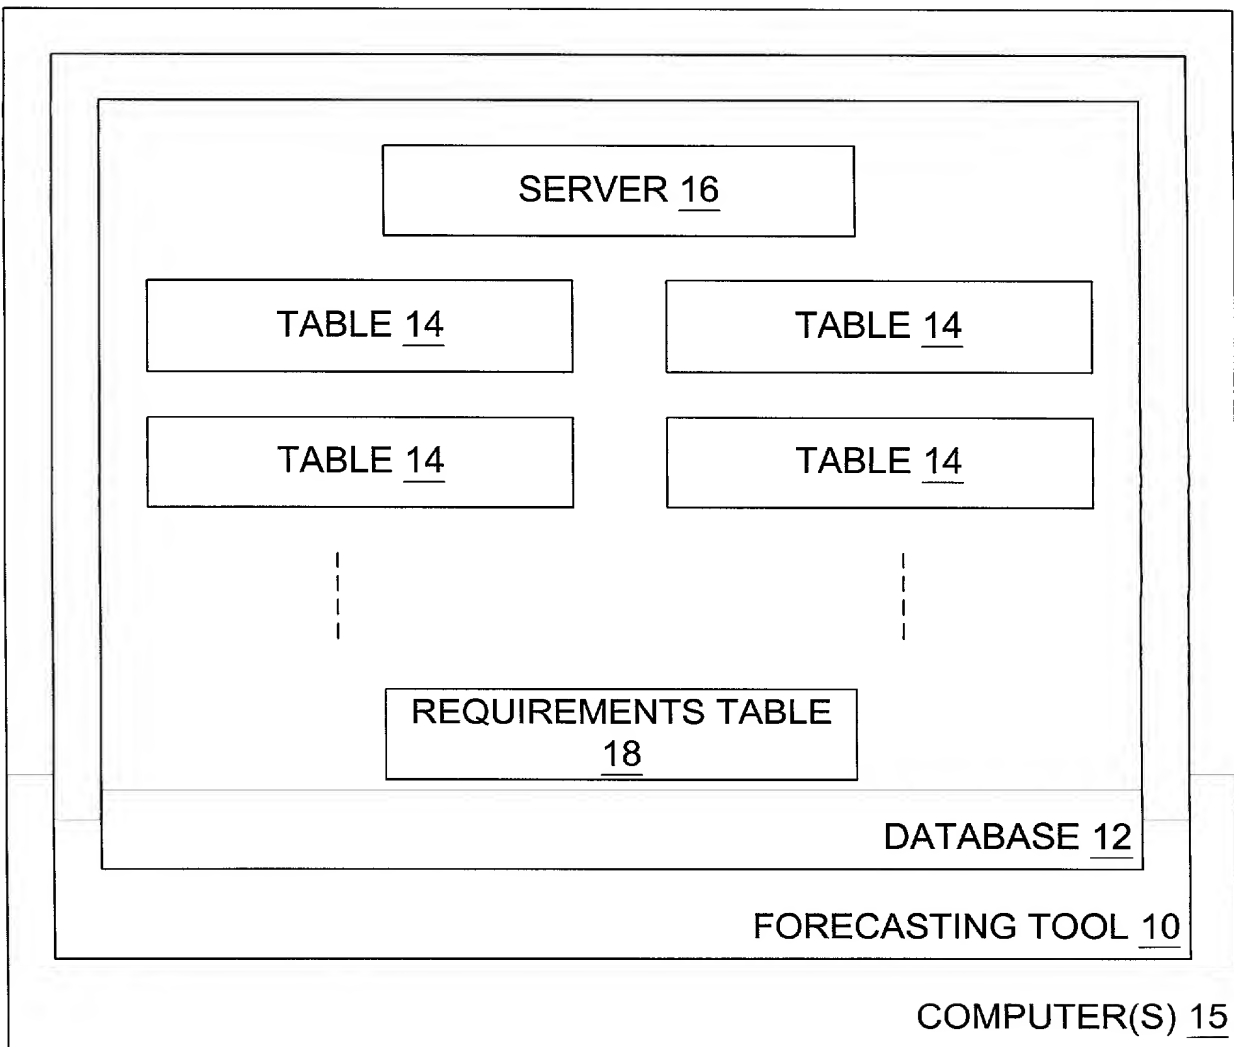 SERVER 16
TABLE 14
TABLE 14
TABLE 14
TABLE 14
REQUIREMENTS TABLE
18
DATABASE 12
FORECASTING TOOL 10
COMPUTER(S) 15